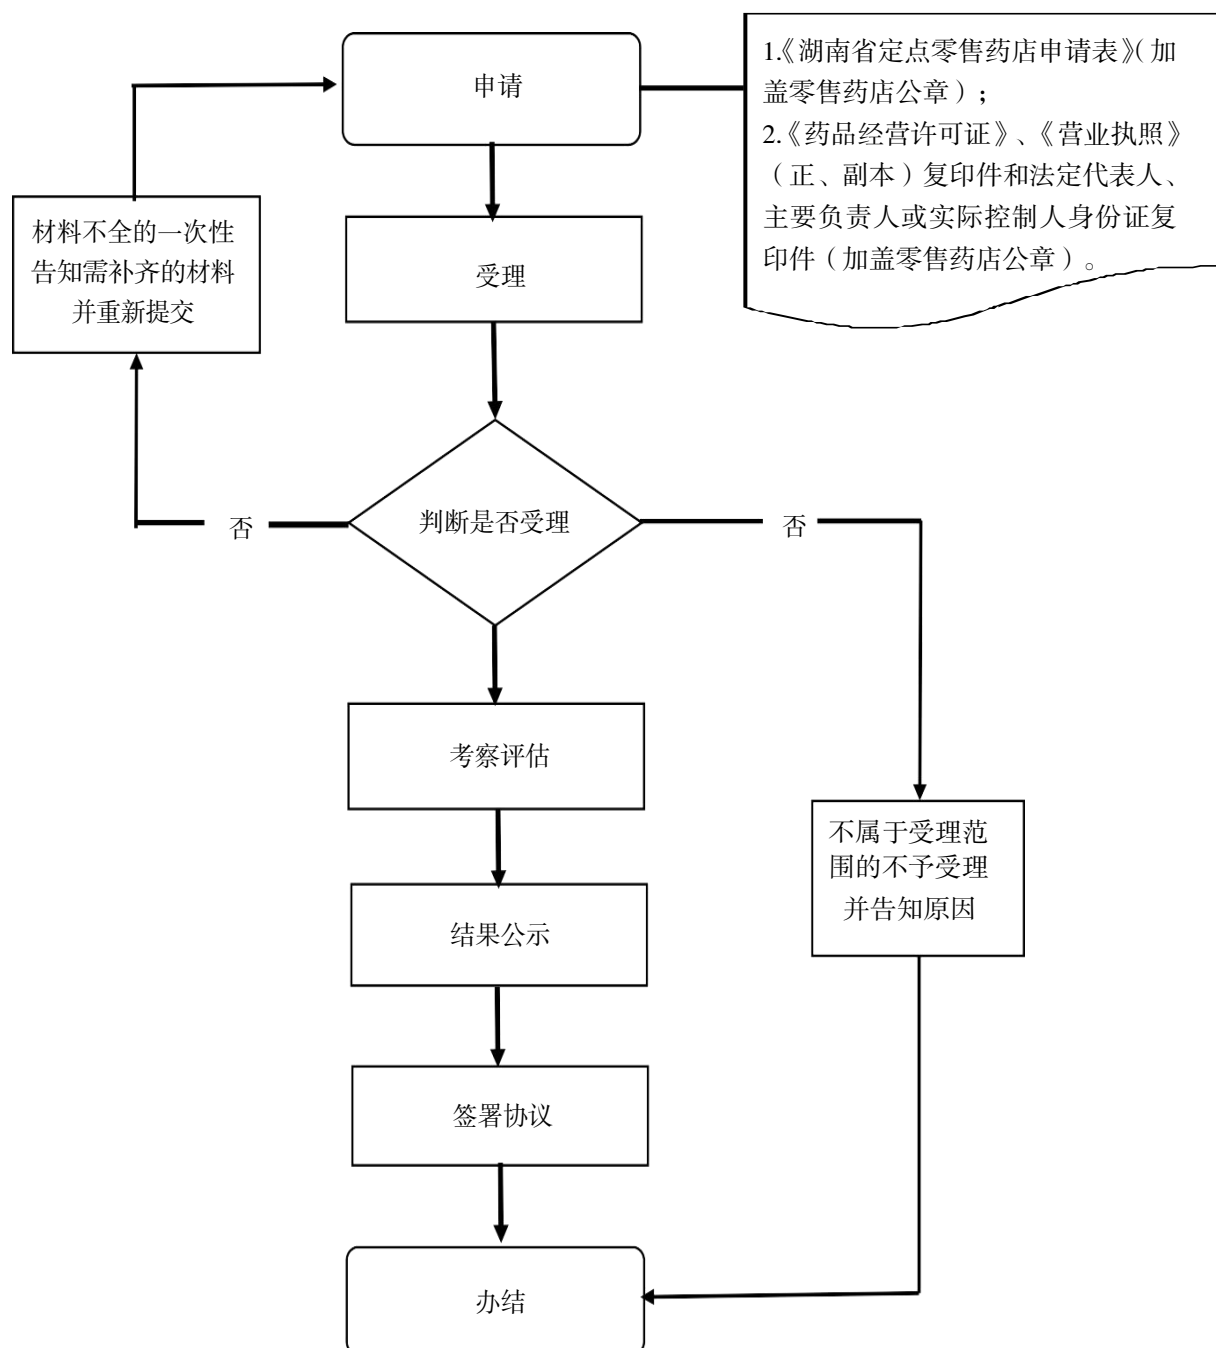 申请
1.《湖南省定点零售药店申请表》（加
盖零售药店公章）；
2.《药品经营许可证》、《营业执照》
（正、副本）复印件和法定代表人、
主要负责人或实际控制人身份证复
印件（加盖零售药店公章）。
材料不全的一次性
告知需补齐的材料
并重新提交
受理
判断是否受理
否
否
考察评估
不属于受理范
围的不予受理
并告知原因
结果公示
签署协议
办结